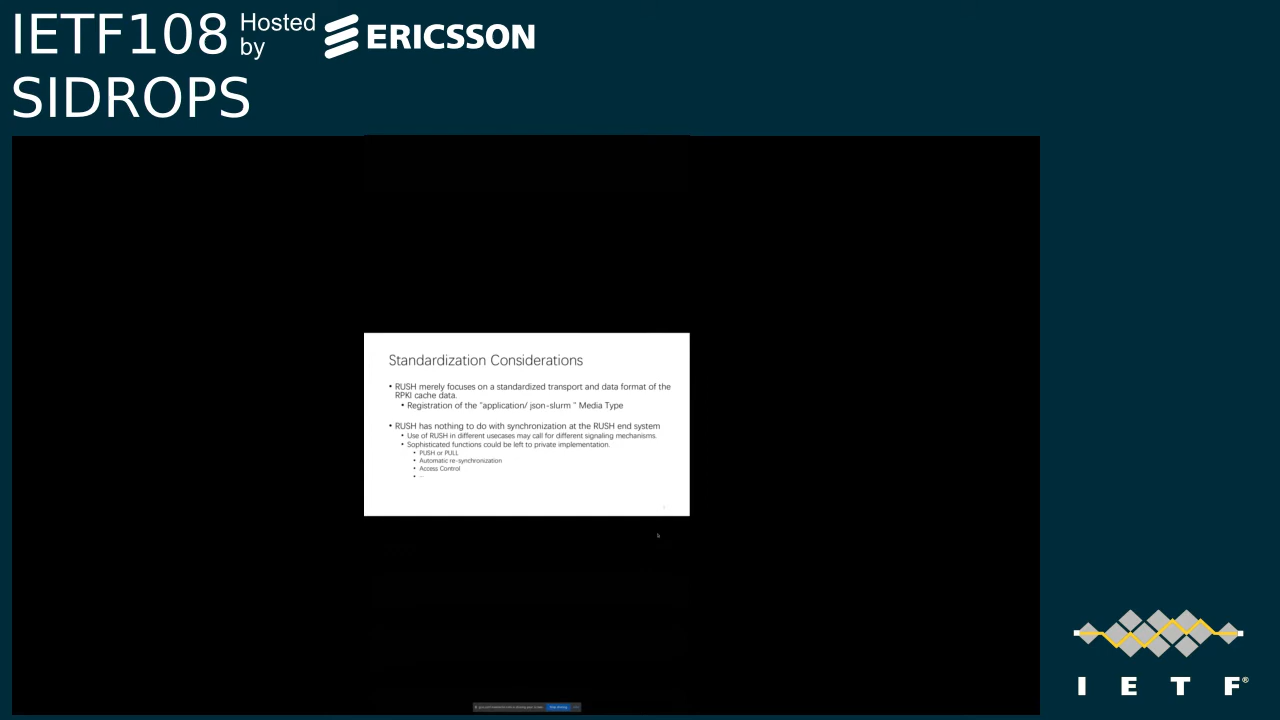 IETF108 Hosted by ERICSSON
SIDROPS
Standardization Considerations
• RUSH merely focuses on a standardized transport and data format of the
RPKI cache data.
• Registration of the "application/ json-slurm " Media Type
• RUSH has nothing to do with synchronization at the RUSH end system
• Use of RUSH in different usecases may call for different signaling mechanisms.
• Sophisticated functions could be left to private implementation.
• PUSH or PULL
• Automatic re-synchronization
• Access Control
• ...
I E T F®